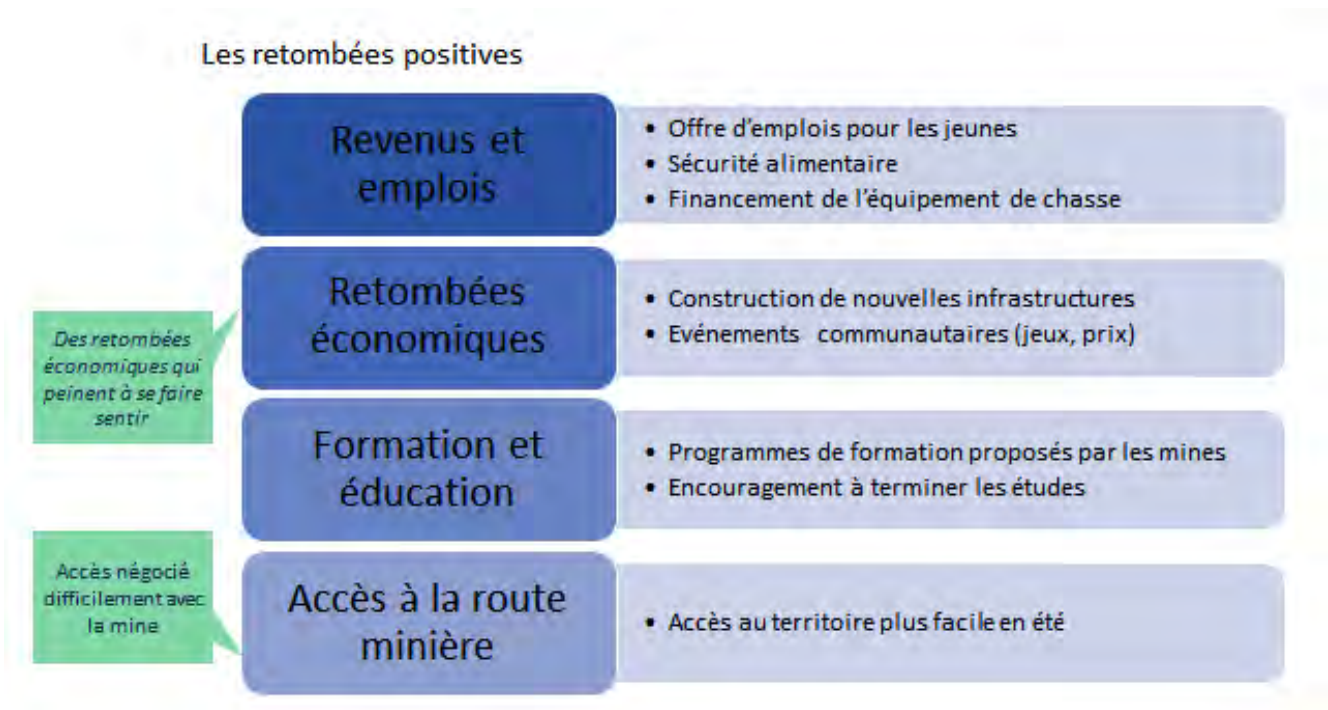 Les retombées positives
Revenus et
emplois
• Offre d'emplois pour les jeunes
• Sécurité alimentaire
• Financement de l'équipement de chasse
Retombées
économiques
• Construction de nouvelles infrastructures
• Evénements communautaires (jeux, prix)
Des retombées
économiques qui
peinent à se faire
sentir
Formation et
éducation
• Programmes de formation proposés par les mines
• Encouragement à terminer les études
Accès négocié
difficilement avec
la mine
Accès à la route
minière
• Accès au territoire plus facile en été